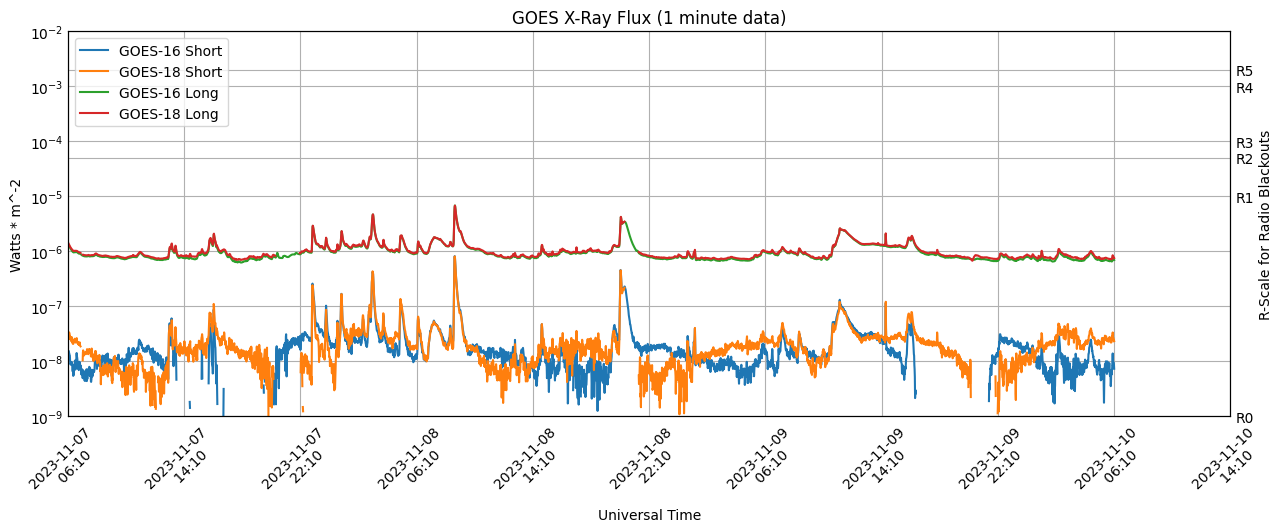 GOES X-Ray Flux (1 minute data)
GOES-16 Short
GOES-18 Short
GOES-16 Long
GOES-18 Long
Watts * m^-2
10⁻²
10⁻³
10⁻⁴
10⁻⁵
10⁻⁶
10⁻⁷
10⁻⁸
10⁻⁹
R5
R4
R3
R2
R1
R0
R-Scale for Radio Blackouts
2023-11-07
06:10
2023-11-07
14:10
2023-11-07
22:10
2023-11-08
06:10
2023-11-08
14:10
2023-11-08
22:10
2023-11-09
06:10
2023-11-09
14:10
2023-11-09
22:10
2023-11-10
06:10
2023-11-10
14:10
Universal Time